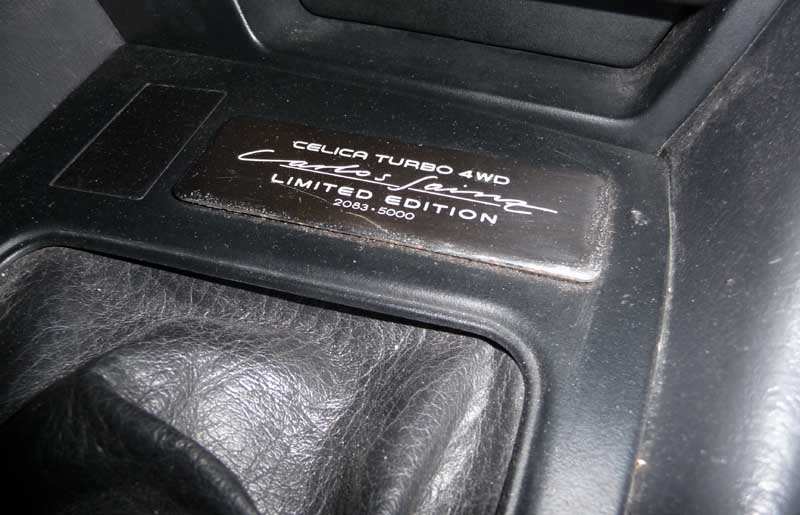 CELICA TURBO 4WD
Carlos Sainz
LIMITED EDITION
2083·5000